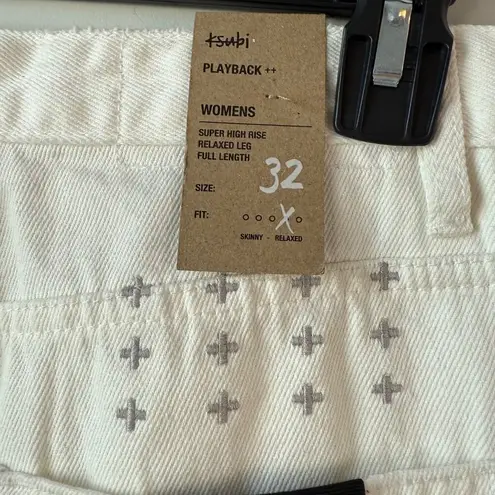 ksubi
PLAYBACK ++
WOMENS
SUPER HIGH RISE
RELAXED LEG
FULL LENGTH
SIZE: 32
FIT: o o o X o
SKINNY - RELAXED